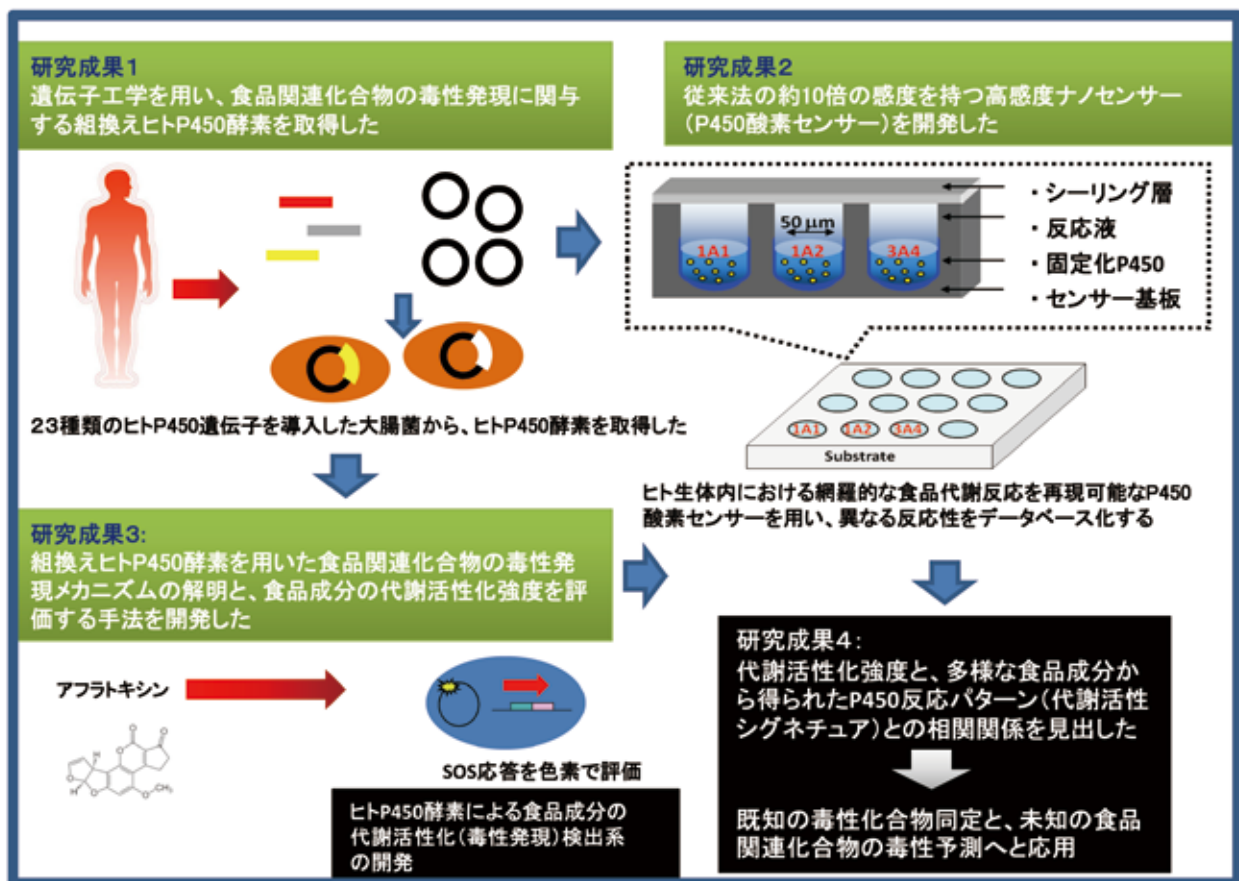 研究成果1
遺伝子工学を用い、食品関連化合物の毒性発現に関与
する組換えヒトP450酵素を取得した
23種類のヒトP450遺伝子を導入した大腸菌から、ヒトP450酵素を取得した
研究成果2
従来法の約10倍の感度を持つ高感度ナノセンサー
（P450酸素センサー）を開発した
50 μm
1A1
1A2
3A4
・シーリング層
・反応液
・固定化P450
・センサー基板
1A1
1A2
3A4
Substrate
ヒト生体内における網羅的な食品代謝反応を再現可能なP450
酸素センサーを用い、異なる反応性をデータベース化する
研究成果3:
組換えヒトP450酵素を用いた食品関連化合物の毒性発
現メカニズムの解明と、食品成分の代謝活性化強度を評
価する手法を開発した
アフラトキシン
O
O
H
O
O
H
O
O
CH₃
SOS応答を色素で評価
ヒトP450酵素による食品成分の
代謝活性化（毒性発現）検出系
の開発
研究成果4:
代謝活性化強度と、多様な食品成分か
ら得られたP450反応パターン（代謝活性
シグネチュア）との相関関係を見出した
既知の毒性化合物同定と、未知の食品
関連化合物の毒性予測へと応用